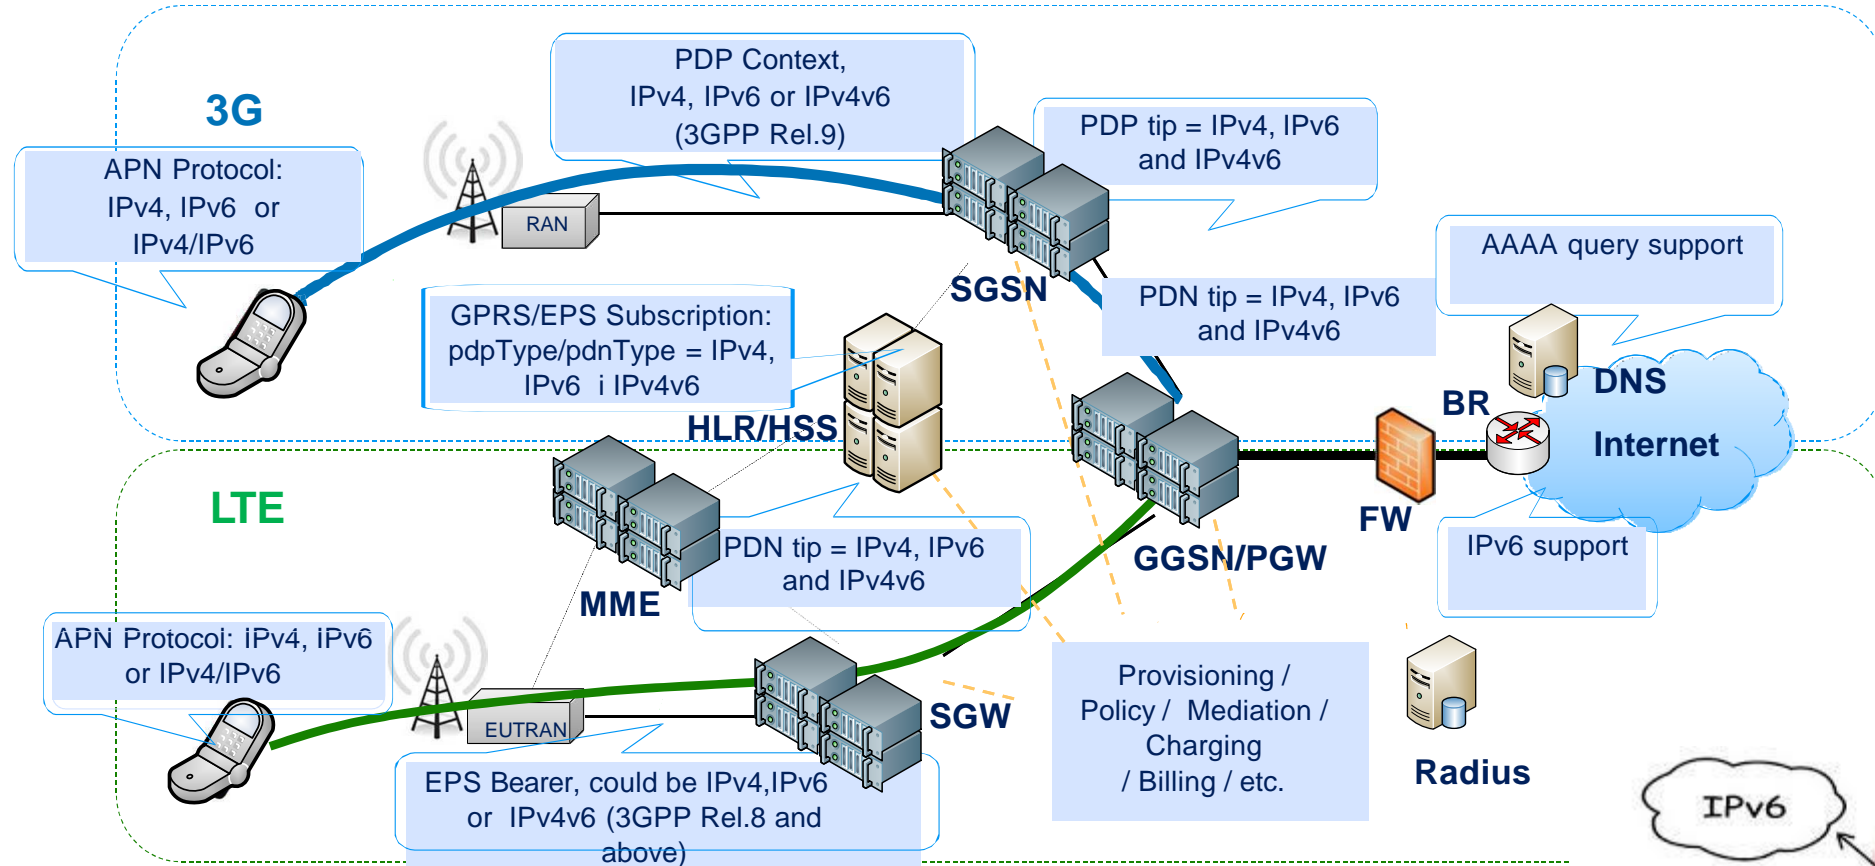 PDP Context,
IPv4, IPv6 or IPv4v6
(3GPP Rel.9)
3G
PDP tip = IPv4, IPv6
and IPv4v6
APN Protocol:
IPv4, IPv6 or
IPv4/IPv6
RAN
AAAA query support
SGSN
PDN tip = IPv4, IPv6
and IPv4v6
GPRS/EPS Subscription:
pdpType/pdnType = IPv4,
IPv6 i IPv4v6
DNS
BR
HLR/HSS
Internet
LTE
FW
PDN tip = IPv4, IPv6
and IPv4v6
GGSN/PGW
IPv6 support
MME
APN Protocol: iPv4, iPv6
or IPv4/IPv6
SGW
EUTRAN
Provisioning /
Policy / Mediation /
Charging
/ Billing / etc.
Radius
EPS Bearer, could be IPv4,IPv6
or IPv4v6 (3GPP Rel.8 and
above)
IPv6